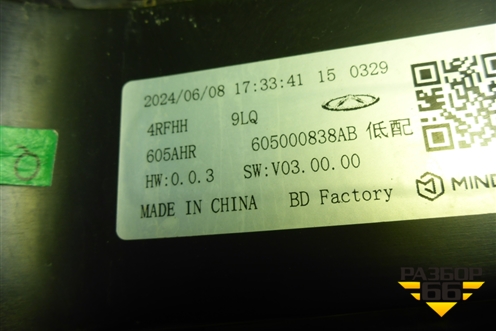 2024/06/08 17:33:41 15 0329
4RFHH 9LQ
605AHR 605000838AB 低配
HW:0.0.3 SW:V03.00.00
MIND
MADE IN CHINA BD Factory
РАЗБОР
66